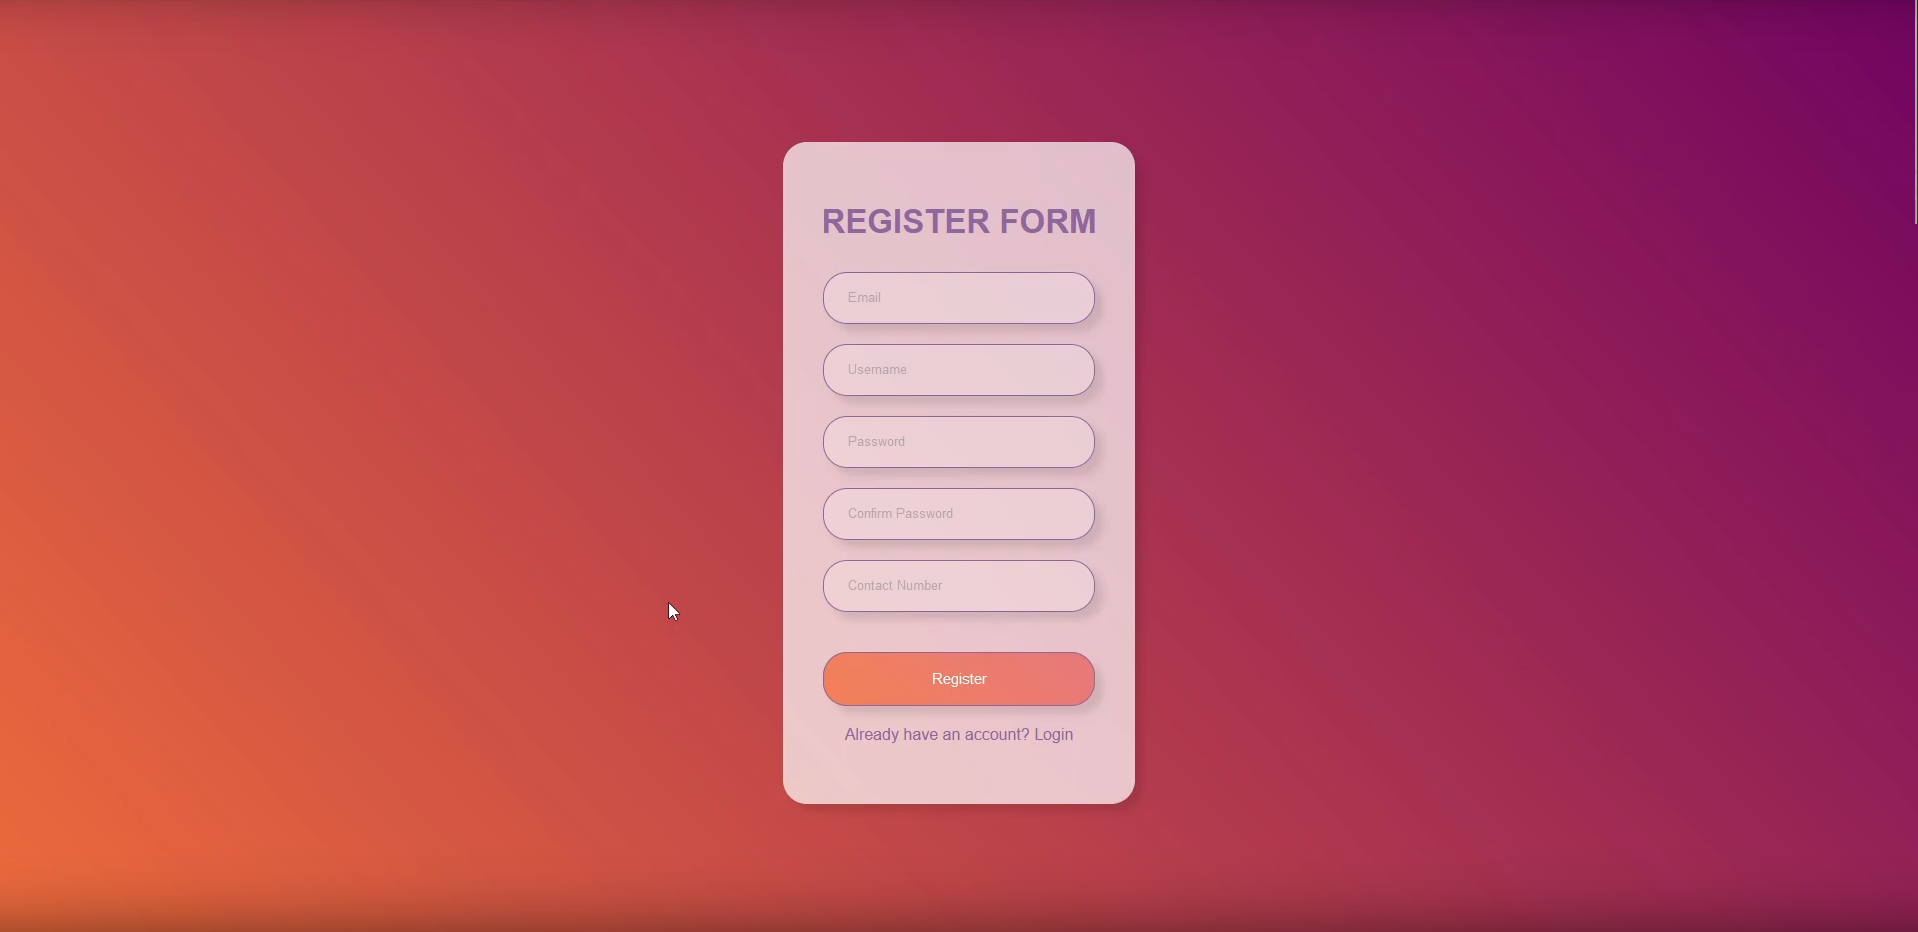 REGISTER FORM
Email
Username
Password
Confirm Password
Contact Number
Register
Already have an account? Login